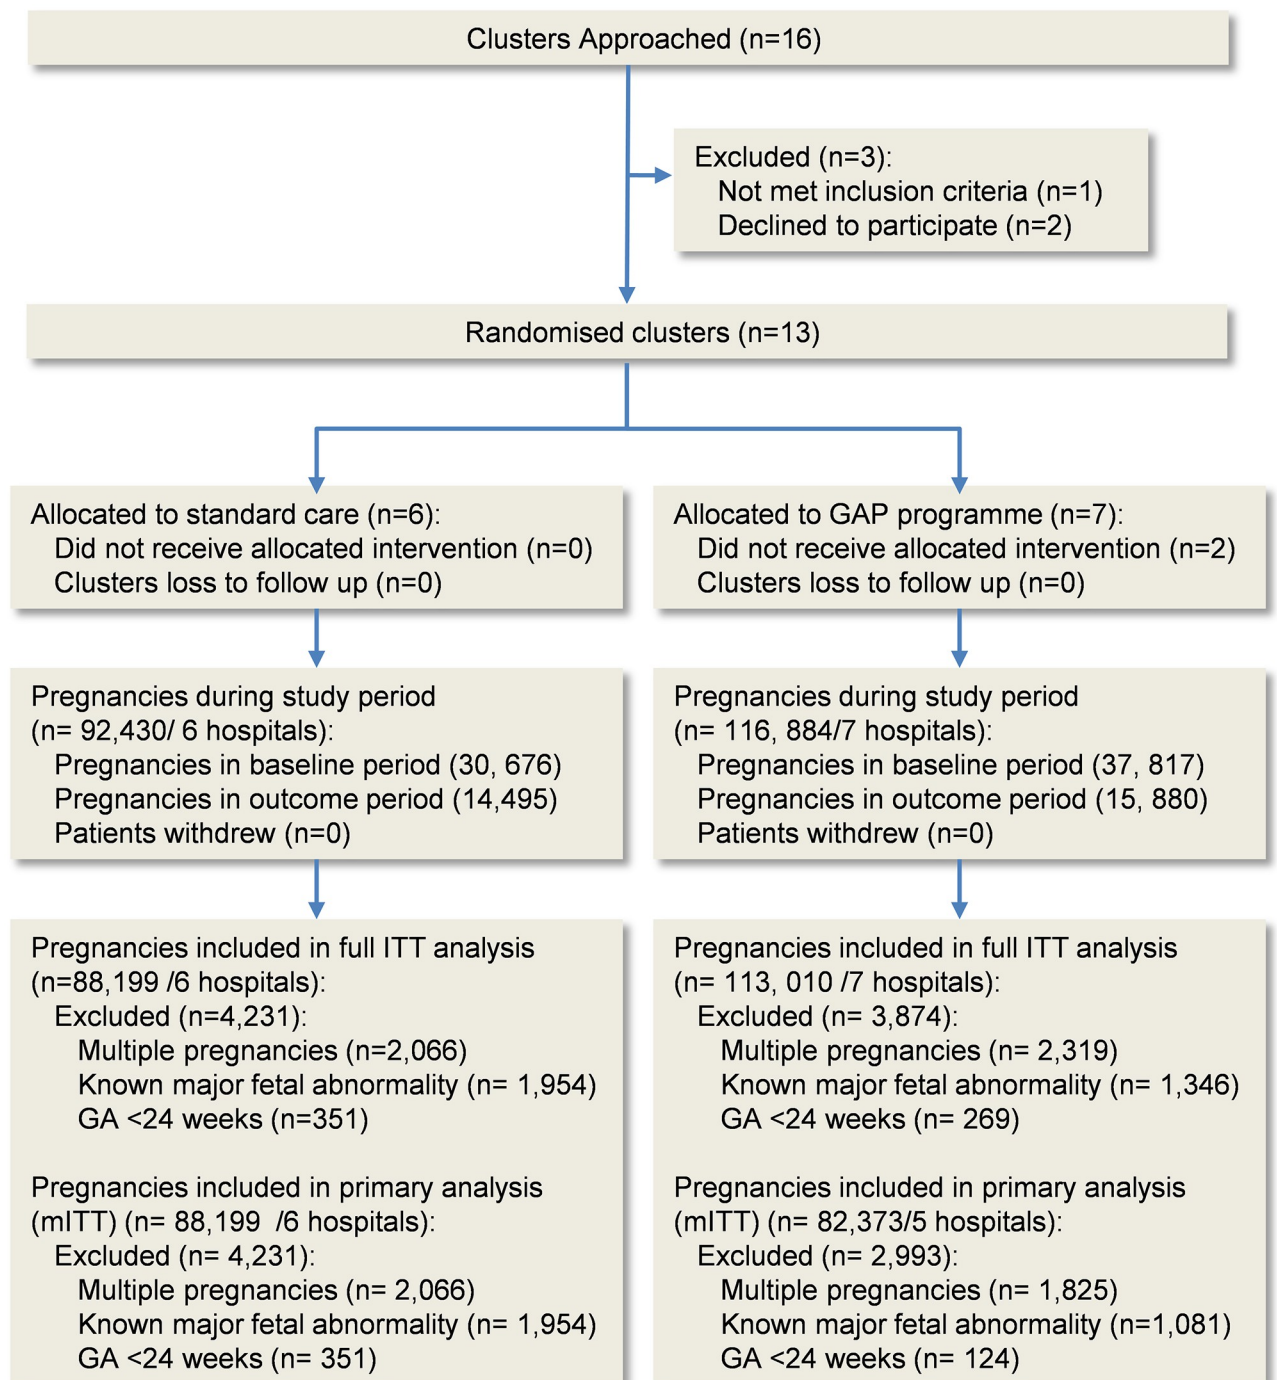 Clusters Approached (n=16)
Excluded (n=3):
Not met inclusion criteria (n=1)
Declined to participate (n=2)
Randomised clusters (n=13)
Allocated to standard care (n=6):
Did not receive allocated intervention (n=0)
Clusters loss to follow up (n=0)
Allocated to GAP programme (n=7):
Did not receive allocated intervention (n=2)
Clusters loss to follow up (n=0)
Pregnancies during study period
(n= 92,430/ 6 hospitals):
Pregnancies in baseline period (30, 676)
Pregnancies in outcome period (14,495)
Patients withdrew (n=0)
Pregnancies during study period
(n= 116, 884/7 hospitals):
Pregnancies in baseline period (37, 817)
Pregnancies in outcome period (15, 880)
Patients withdrew (n=0)
Pregnancies included in full ITT analysis
(n=88,199 /6 hospitals):
Excluded (n=4,231):
Multiple pregnancies (n=2,066)
Known major fetal abnormality (n= 1,954)
GA <24 weeks (n=351)
Pregnancies included in primary analysis
(mITT) (n= 88,199 /6 hospitals):
Excluded (n= 4,231):
Multiple pregnancies (n= 2,066)
Known major fetal abnormality (n= 1,954)
GA <24 weeks (n= 351)
Pregnancies included in full ITT analysis
(n= 113, 010 /7 hospitals):
Excluded (n= 3,874):
Multiple pregnancies (n= 2,319)
Known major fetal abnormality (n= 1,346)
GA <24 weeks (n= 269)
Pregnancies included in primary analysis
(mITT) (n= 82,373/5 hospitals):
Excluded (n= 2,993):
Multiple pregnancies (n= 1,825)
Known major fetal abnormality (n=1,081)
GA <24 weeks (n= 124)